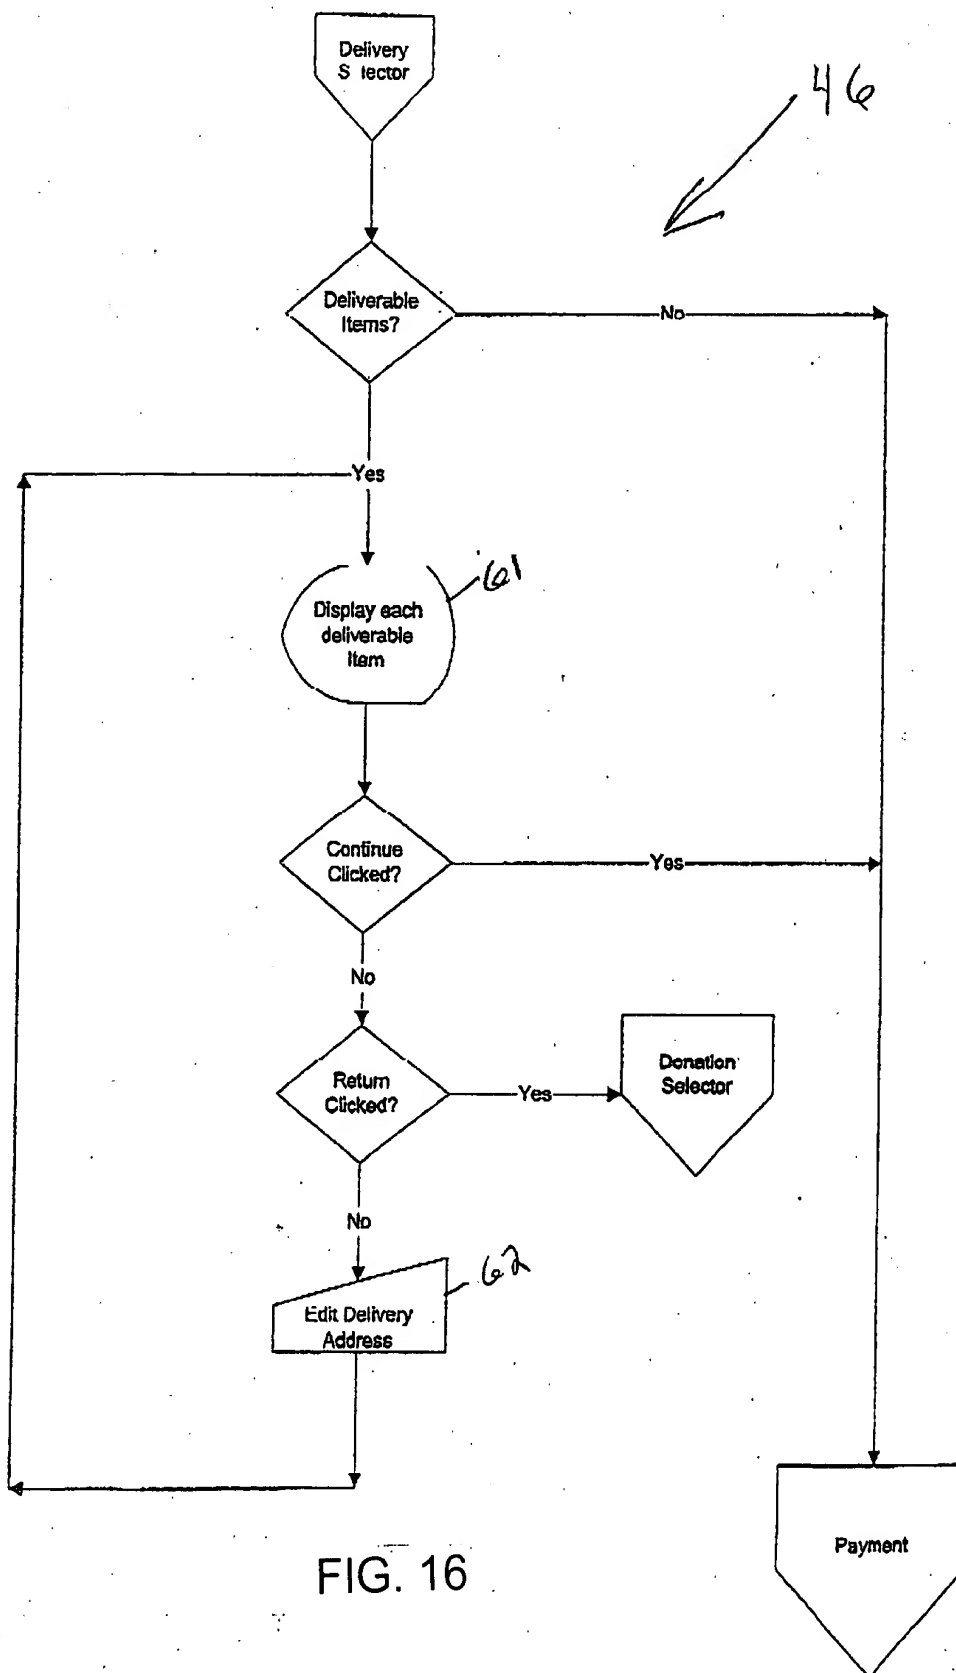 Delivery
S lector
46
Deliverable
Items?
No
Yes
61
Display each
deliverable
Item
Continue
Clicked?
Yes
No
Return
Clicked?
Yes
Donation
Selector
No
62
Edit Delivery
Address
Payment
FIG. 16